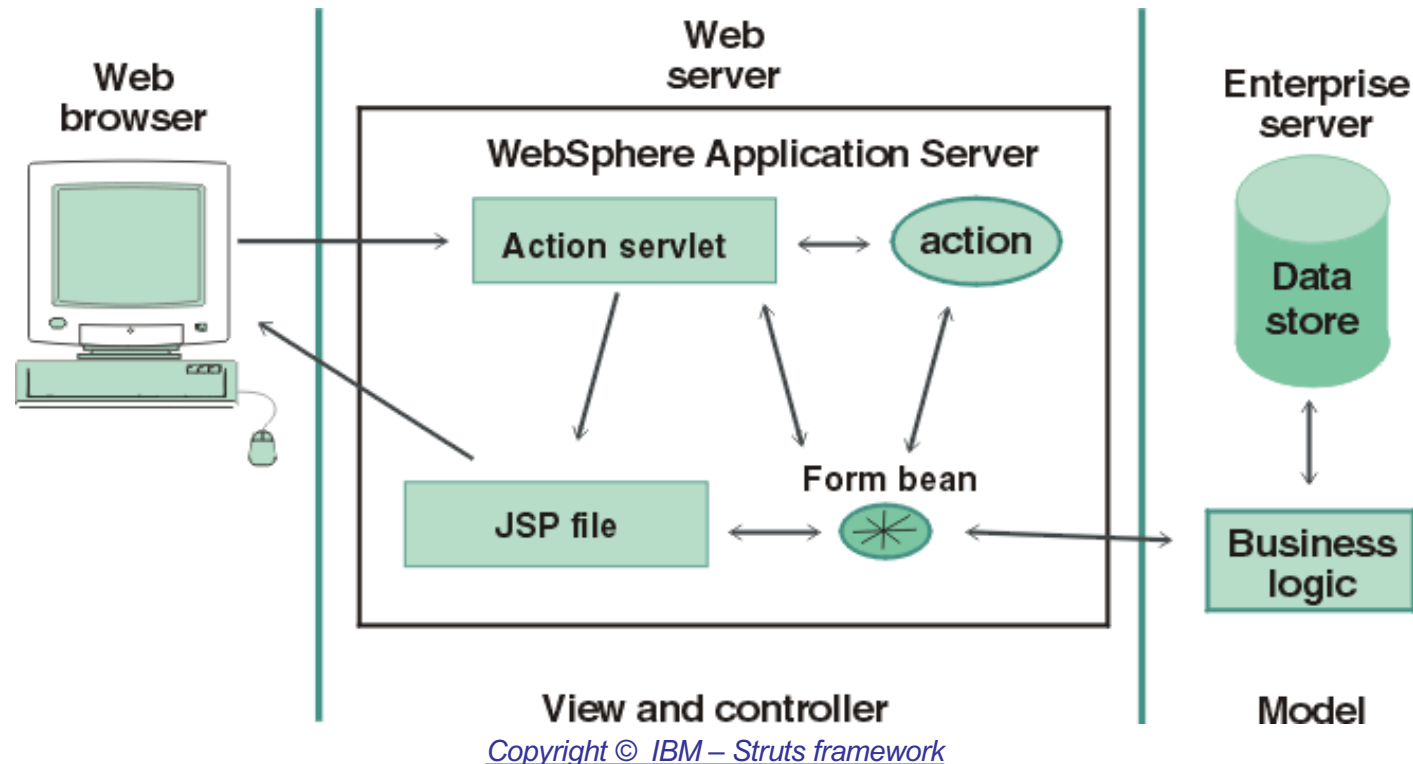 Web
browser
Web
server
WebSphere Application Server
Action servlet
action
JSP file
Form bean
View and controller
Enterprise
server
Data
store
Business
logic
Model
Copyright © IBM – Struts framework